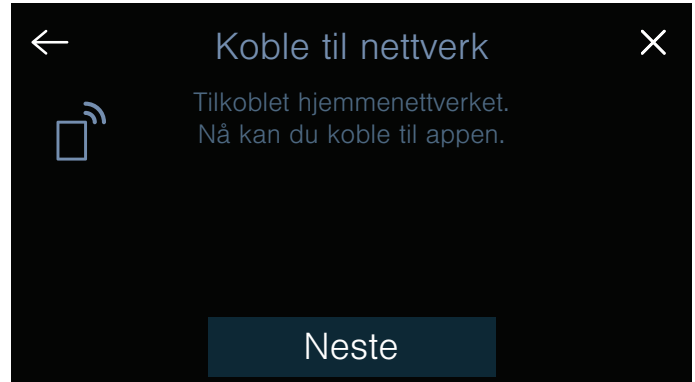 Koble til nettverk
Tilkoblet hjemmenettverket.
Nå kan du koble til appen.
Neste